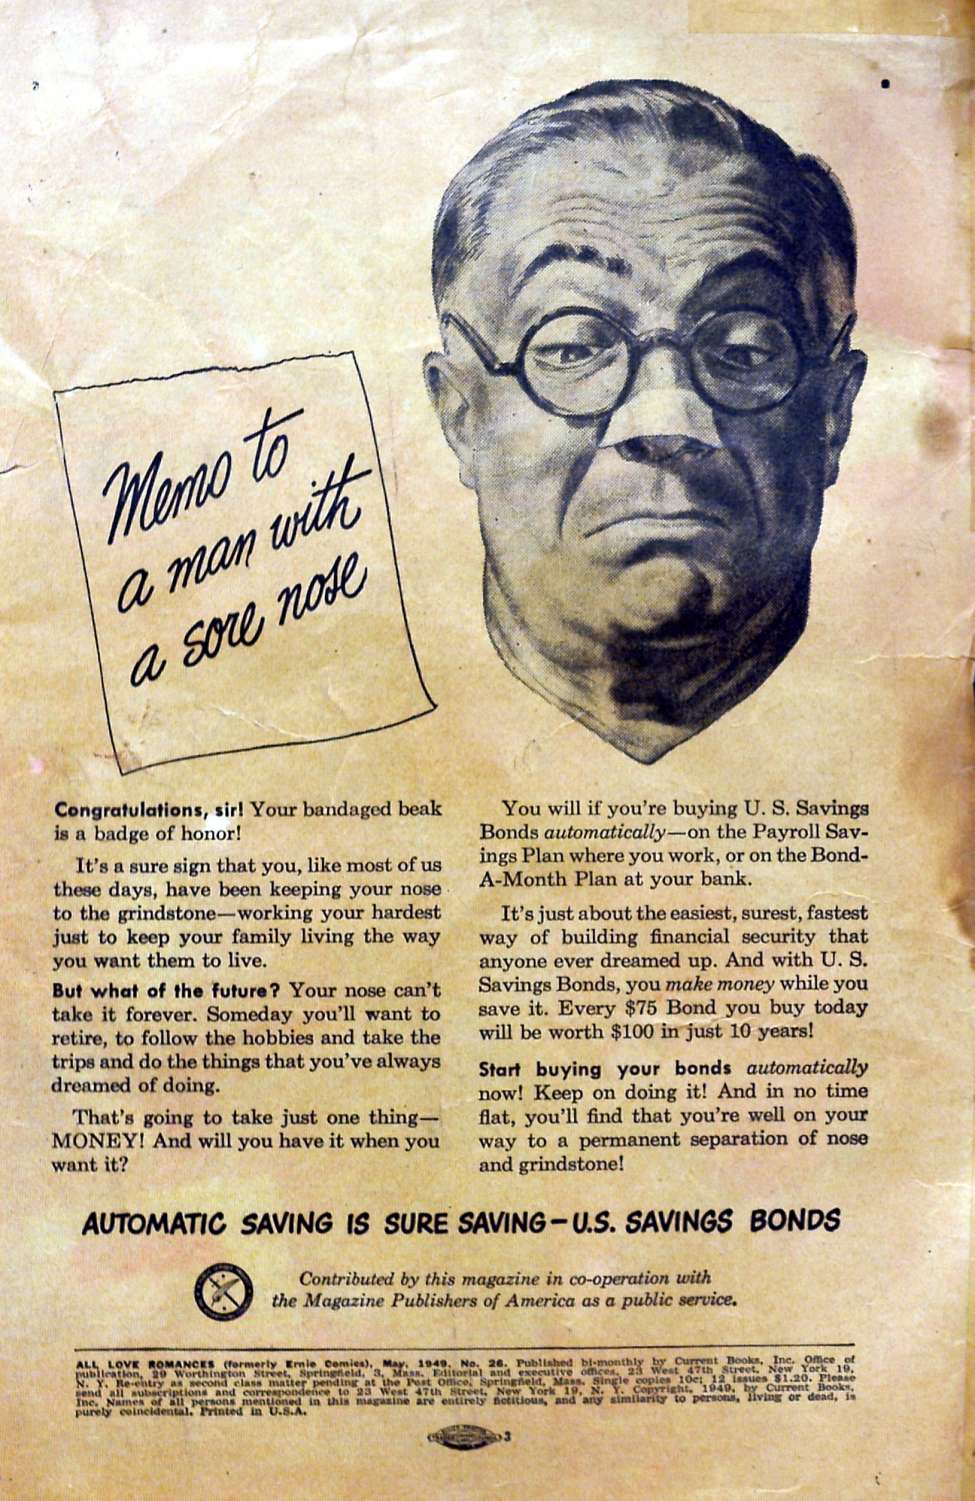 Memo to
a man with
a sore nose
Congratulations, sir! Your bandaged beak
is a badge of honor!
It's a sure sign that you, like most of us
these days, have been keeping your nose
to the grindstone—working your hardest
just to keep your family living the way
you want them to live.
But what of the future? Your nose can't
take it forever. Someday you'll want to
retire, to follow the hobbies and take the
trips and do the things that you've always
dreamed of doing.
That's going to take just one thing—
MONEY! And will you have it when you
want it?
You will if you're buying U. S. Savings
Bonds automatically—on the Payroll Sav-
ings Plan where you work, or on the Bond-
A-Month Plan at your bank.
It's just about the easiest, surest, fastest
way of building financial security that
anyone ever dreamed up. And with U. S.
Savings Bonds, you make money while you
save it. Every $75 Bond you buy today
will be worth $100 in just 10 years!
Start buying your bonds automatically
now! Keep on doing it! And in no time
flat, you'll find that you're well on your
way to a permanent separation of nose
and grindstone!
AUTOMATIC SAVING IS SURE SAVING—U.S. SAVINGS BONDS
Contributed by this magazine in co-operation with
the Magazine Publishers of America as a public service.
ALL LOVE ROMANCES (formerly Ernie Comics), May, 1949, No. 26. Published bi-monthly by Current Books, Inc. Office of
publication, 29 Worthington Street, Springfield, 3, Mass. Editorial and executive offices, 23 West 47th Street, New York 19,
N. Y. Re-entry as second class matter pending at the Post Office, Springfield, Mass. Single copies 10c; 12 issues $1.20. Please
send all subscriptions and correspondence to 23 West 47th Street, New York 19, N. Y. Copyright, 1949, by Current Books,
Inc. Names of all persons mentioned in this magazine are entirely fictitious, and any similarity to persons, living or dead, is
purely coincidental. Printed in U.S.A.
3